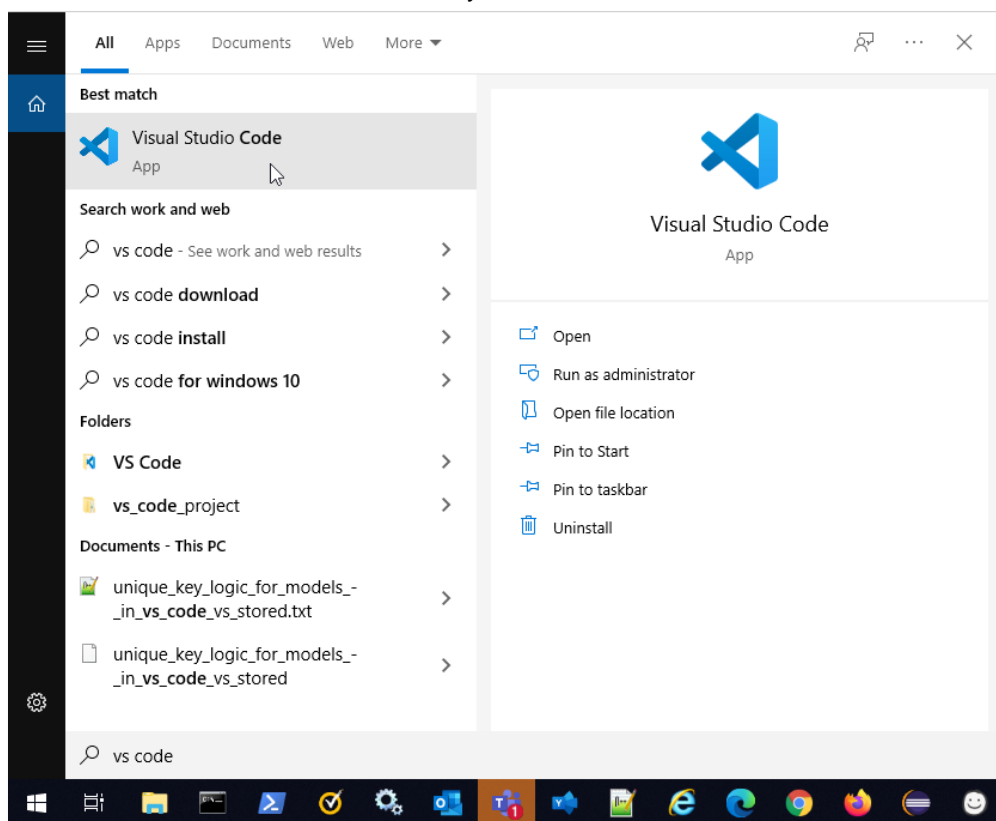 All Apps Documents Web More
Best match
Visual Studio Code
App
Search work and web
vs code - See work and web results
vs code download
vs code install
vs code for windows 10
Folders
VS Code
vs_code_project
Documents - This PC
unique_key_logic_for_models_-
_in_vs_code_vs_stored.txt
unique_key_logic_for_models_-
_in_vs_code_vs_stored
Visual Studio Code
App
Open
Run as administrator
Open file location
Pin to Start
Pin to taskbar
Uninstall
vs code
1